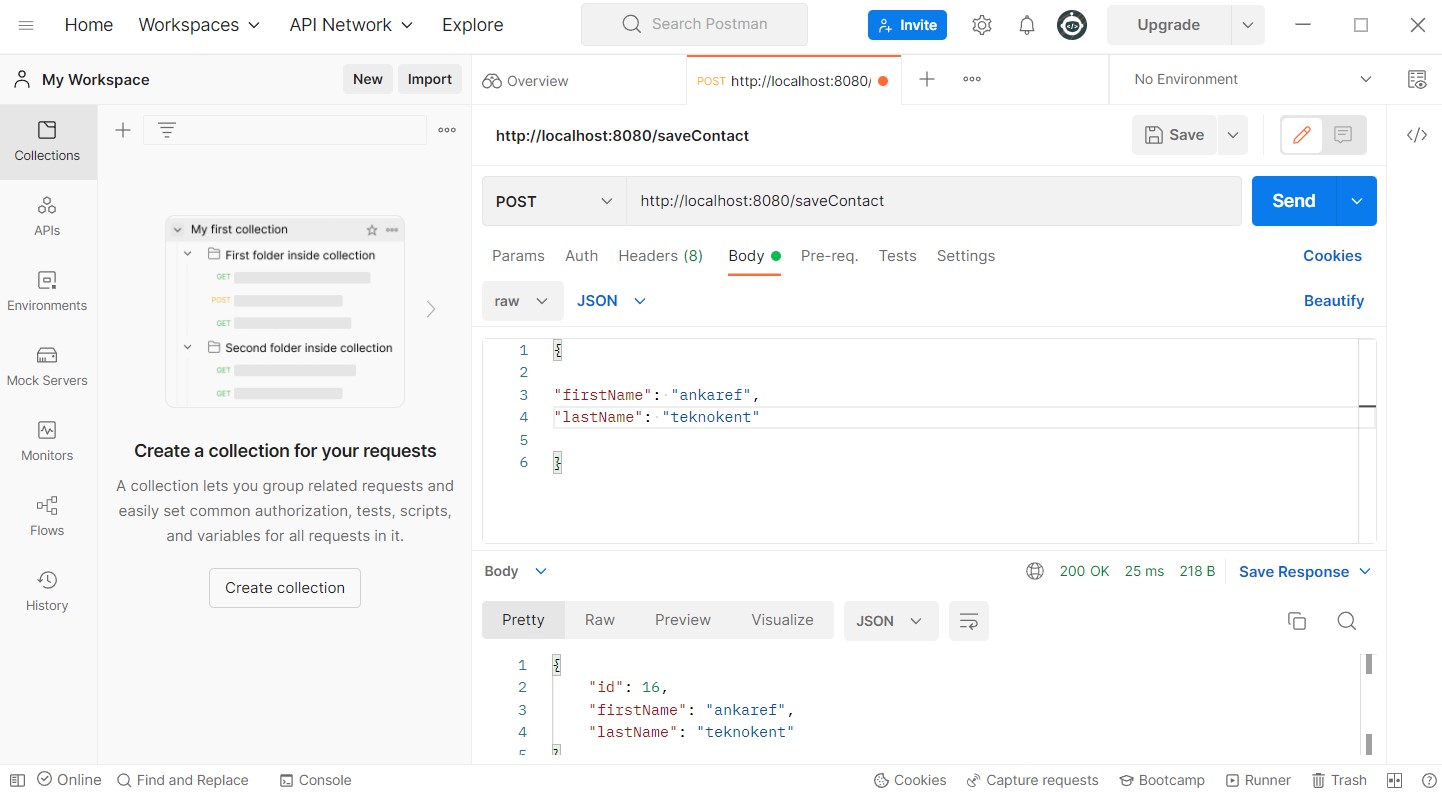 Home Workspaces API Network Explore Search Postman Invite Upgrade
My Workspace New Import Overview POST http://localhost:8080/ No Environment
Collections
APIs
Environments
Mock Servers
Monitors
Flows
History
My first collection
First folder inside collection
GET
POST
GET
Second folder inside collection
GET
GET
Create a collection for your requests
A collection lets you group related requests and
easily set common authorization, tests, scripts,
and variables for all requests in it.
Create collection
http://localhost:8080/saveContact Save
POST http://localhost:8080/saveContact Send
Params Auth Headers (8) Body Pre-req. Tests Settings Cookies
raw JSON Beautify
1 {
2
3 "firstName": "ankaref",
4 "lastName": "teknokent"
5
6 }
Body 200 OK 25 ms 218 B Save Response
Pretty Raw Preview Visualize JSON
1 {
2 "id": 16,
3 "firstName": "ankaref",
4 "lastName": "teknokent"
5 }
Online Find and Replace Console Cookies Capture requests Bootcamp Runner Trash